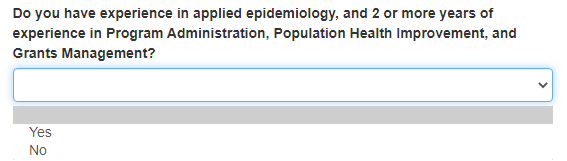 Do you have experience in applied epidemiology, and 2 or more years of
experience in Program Administration, Population Health Improvement, and
Grants Management?
Yes
No